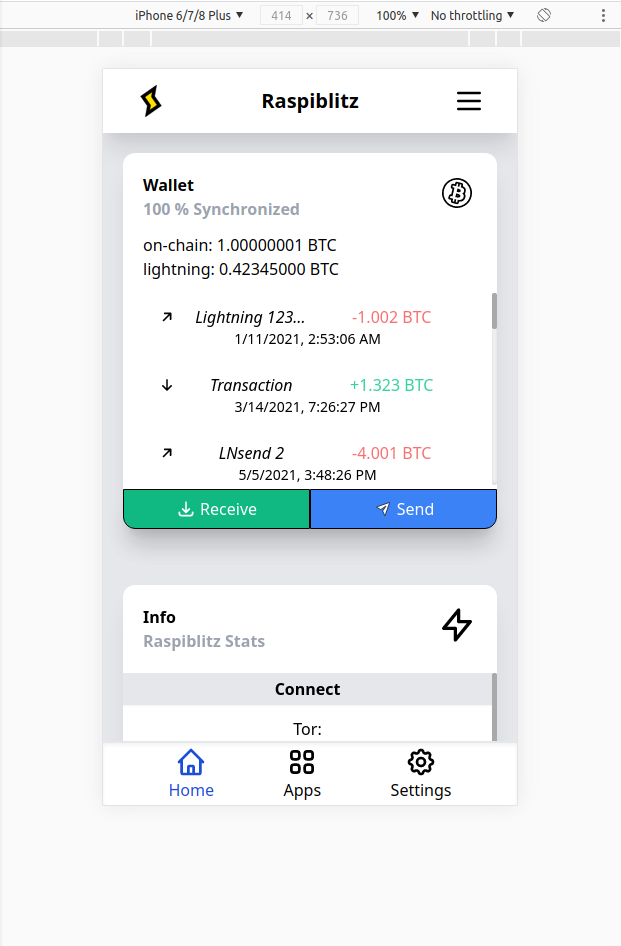 iPhone 6/7/8 Plus ▼ 414 × 736 100% ▼ No throttling ▼
Raspiblitz
Wallet
100 % Synchronized
on-chain: 1.00000001 BTC
lightning: 0.42345000 BTC
Lightning 123... -1.002 BTC
1/11/2021, 2:53:06 AM
Transaction +1.323 BTC
3/14/2021, 7:26:27 PM
LNsend 2 -4.001 BTC
5/5/2021, 3:48:26 PM
Receive Send
Info
Raspiblitz Stats
Connect
Tor:
Home Apps Settings